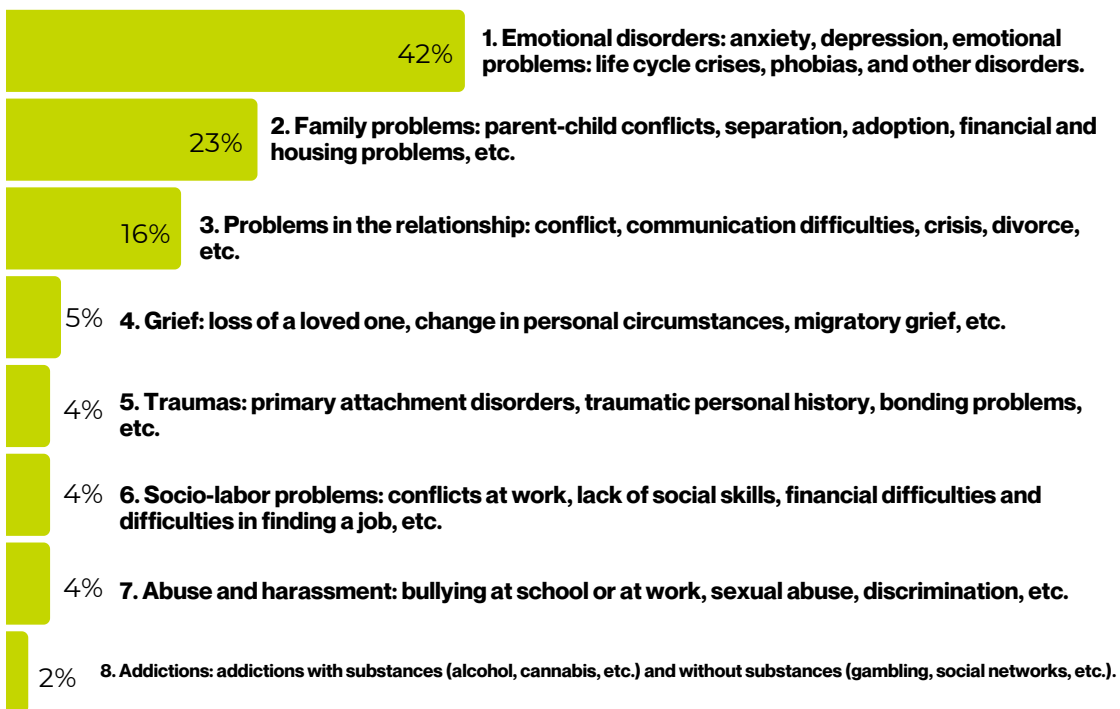 42%
1. Emotional disorders: anxiety, depression, emotional
problems: life cycle crises, phobias, and other disorders.
23%
2. Family problems: parent-child conflicts, separation, adoption, financial and
housing problems, etc.
16%
3. Problems in the relationship: conflict, communication difficulties, crisis, divorce,
etc.
5%
4. Grief: loss of a loved one, change in personal circumstances, migratory grief, etc.
4%
5. Traumas: primary attachment disorders, traumatic personal history, bonding problems,
etc.
4%
6. Socio-labor problems: conflicts at work, lack of social skills, financial difficulties and
difficulties in finding a job, etc.
4%
7. Abuse and harassment: bullying at school or at work, sexual abuse, discrimination, etc.
2%
8. Addictions: addictions with substances (alcohol, cannabis, etc.) and without substances (gambling, social networks, etc.).